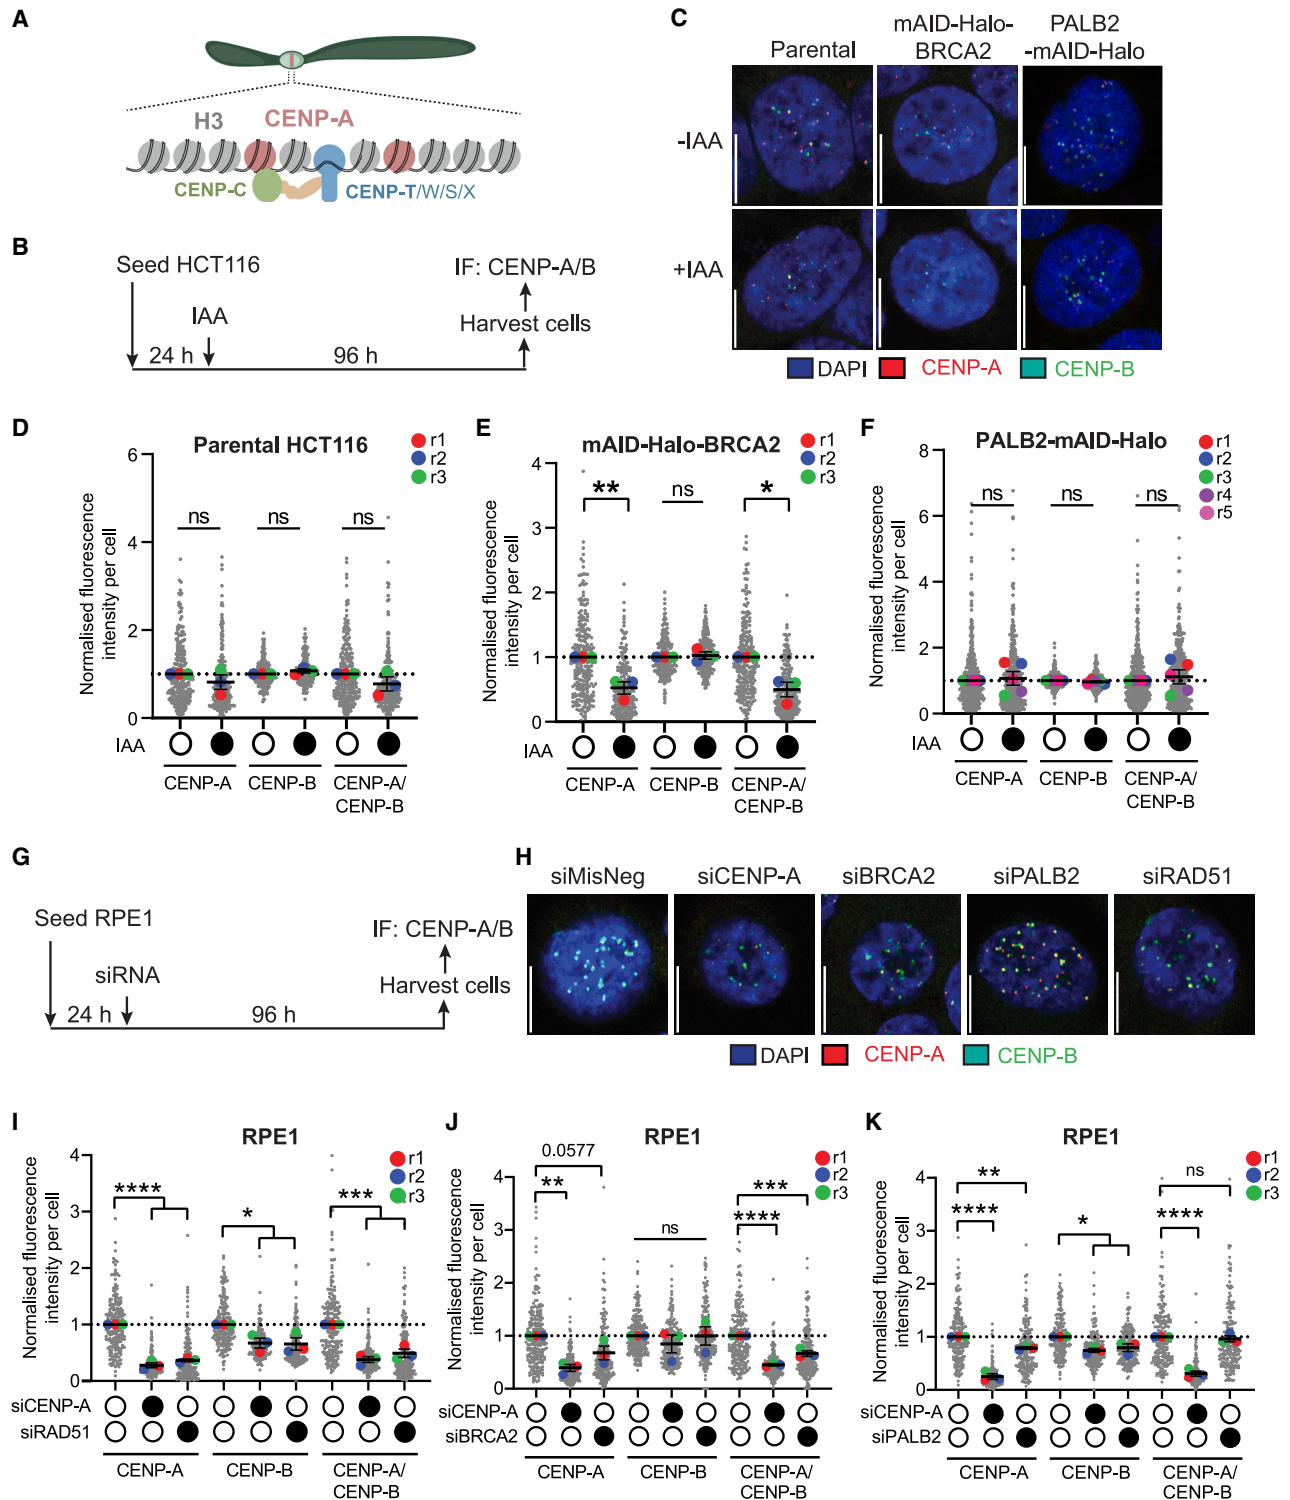 A
H3
CENP-A
CENP-C
CENP-T/W/S/X
B
Seed HCT116
IAA
24 h
96 h
IF: CENP-A/B
Harvest cells
C
Parental
mAID-Halo-
BRCA2
PALB2
-mAID-Halo
-IAA
+IAA
DAPI
CENP-A
CENP-B
D
Parental HCT116
r1
r2
r3
Normalised fluorescence
intensity per cell
6
4
2
0
ns
ns
ns
IAA
CENP-A
CENP-B
CENP-A/
CENP-B
E
mAID-Halo-BRCA2
r1
r2
r3
Normalised fluorescence
intensity per cell
4
3
2
1
0
**
ns
*
IAA
CENP-A
CENP-B
CENP-A/
CENP-B
F
PALB2-mAID-Halo
r1
r2
r3
r4
r5
Normalised fluorescence
intensity per cell
8
6
4
2
0
ns
ns
ns
IAA
CENP-A
CENP-B
CENP-A/
CENP-B
G
Seed RPE1
siRNA
24 h
96 h
IF: CENP-A/B
Harvest cells
H
siMisNeg
siCENP-A
siBRCA2
siPALB2
siRAD51
DAPI
CENP-A
CENP-B
I
RPE1
r1
r2
r3
Normalised fluorescence
intensity per cell
4
3
2
1
0
****
*
***
siCENP-A
siRAD51
CENP-A
CENP-B
CENP-A/
CENP-B
J
RPE1
r1
r2
r3
Normalised fluorescence
intensity per cell
4
3
2
1
0
0.0577
**
ns
***
****
siCENP-A
siBRCA2
CENP-A
CENP-B
CENP-A/
CENP-B
K
RPE1
r1
r2
r3
Normalised fluorescence
intensity per cell
4
3
2
1
0
**
****
*
ns
****
siCENP-A
siPALB2
CENP-A
CENP-B
CENP-A/
CENP-B